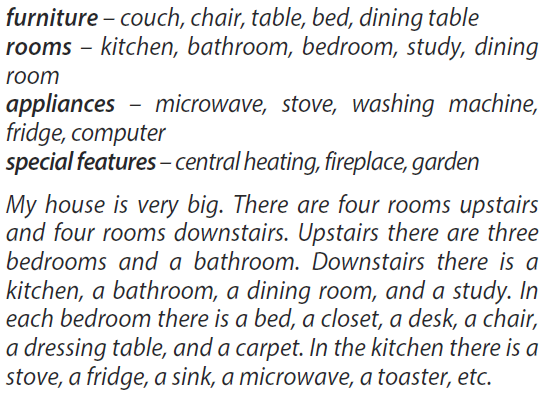 furniture – couch, chair, table, bed, dining table
rooms – kitchen, bathroom, bedroom, study, dining
room
appliances – microwave, stove, washing machine,
fridge, computer
special features – central heating, fireplace, garden
My house is very big. There are four rooms upstairs
and four rooms downstairs. Upstairs there are three
bedrooms and a bathroom. Downstairs there is a
kitchen, a bathroom, a dining room, and a study. In
each bedroom there is a bed, a closet, a desk, a chair,
a dressing table, and a carpet. In the kitchen there is a
stove, a fridge, a sink, a microwave, a toaster, etc.